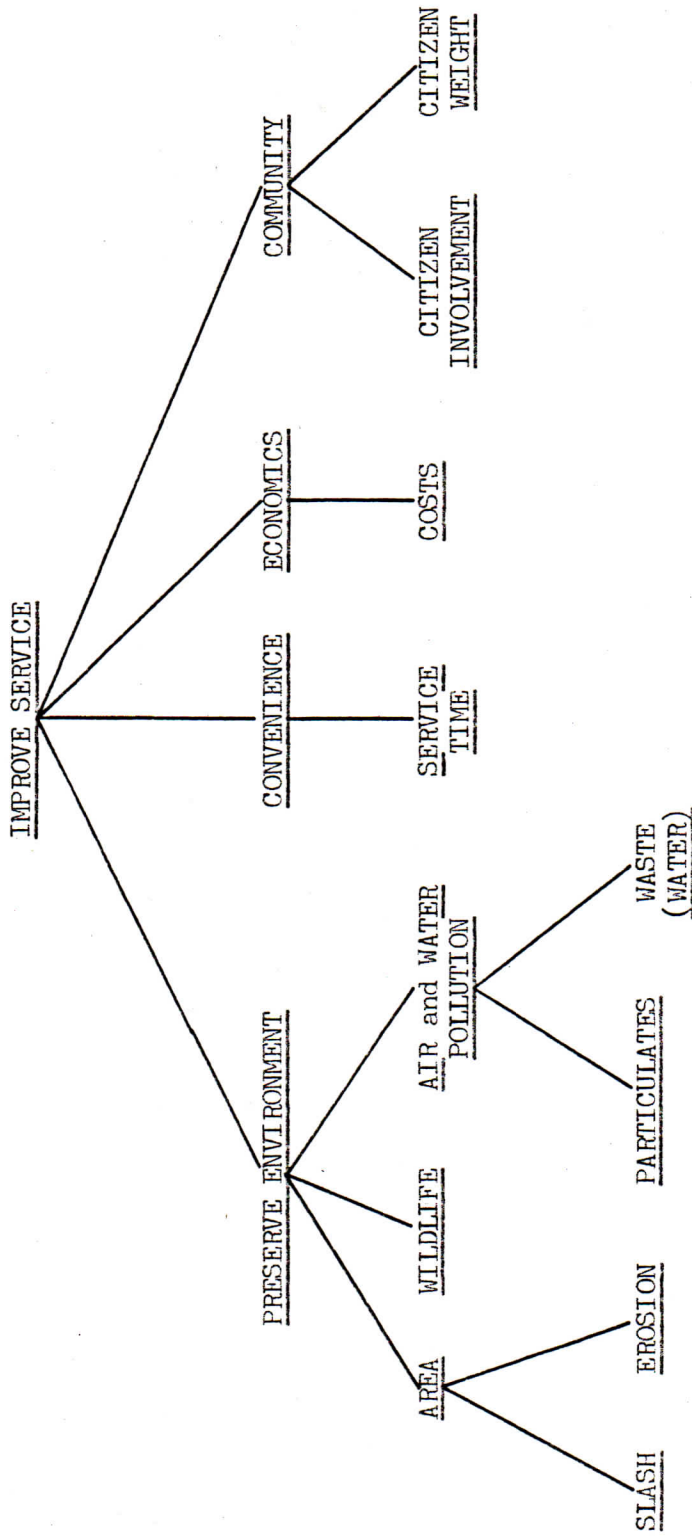 IMPROVE SERVICE
PRESERVE ENVIRONMENT
CONVENIENCE
ECONOMICS
COMMUNITY
AREA
WILDLIFE
AIR and WATER
POLLUTION
SERVICE
TIME
COSTS
CITIZEN
INVOLVEMENT
CITIZEN
WEIGHT
SLASH
EROSION
PARTICULATES
WASTE
(WATER)